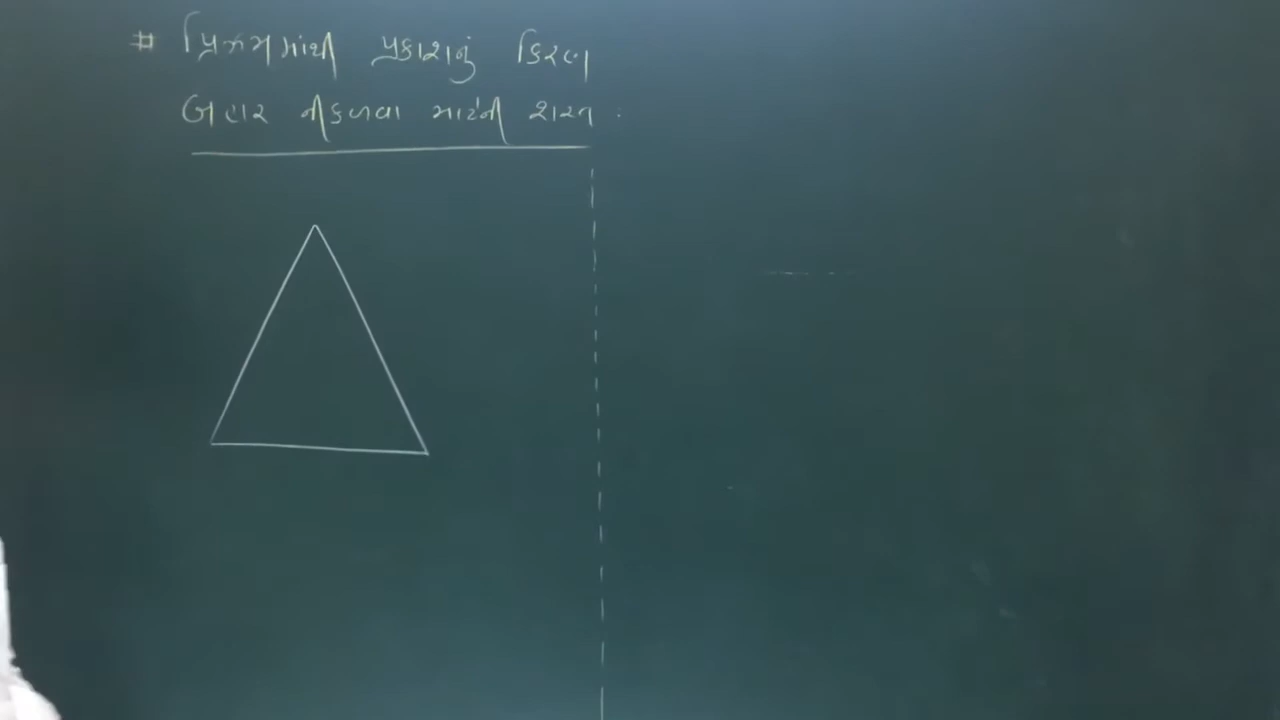 # પ્રિઝમમાંથી પ્રકાશનું કિરણ
બહાર નીકળવા માટેની શરત :